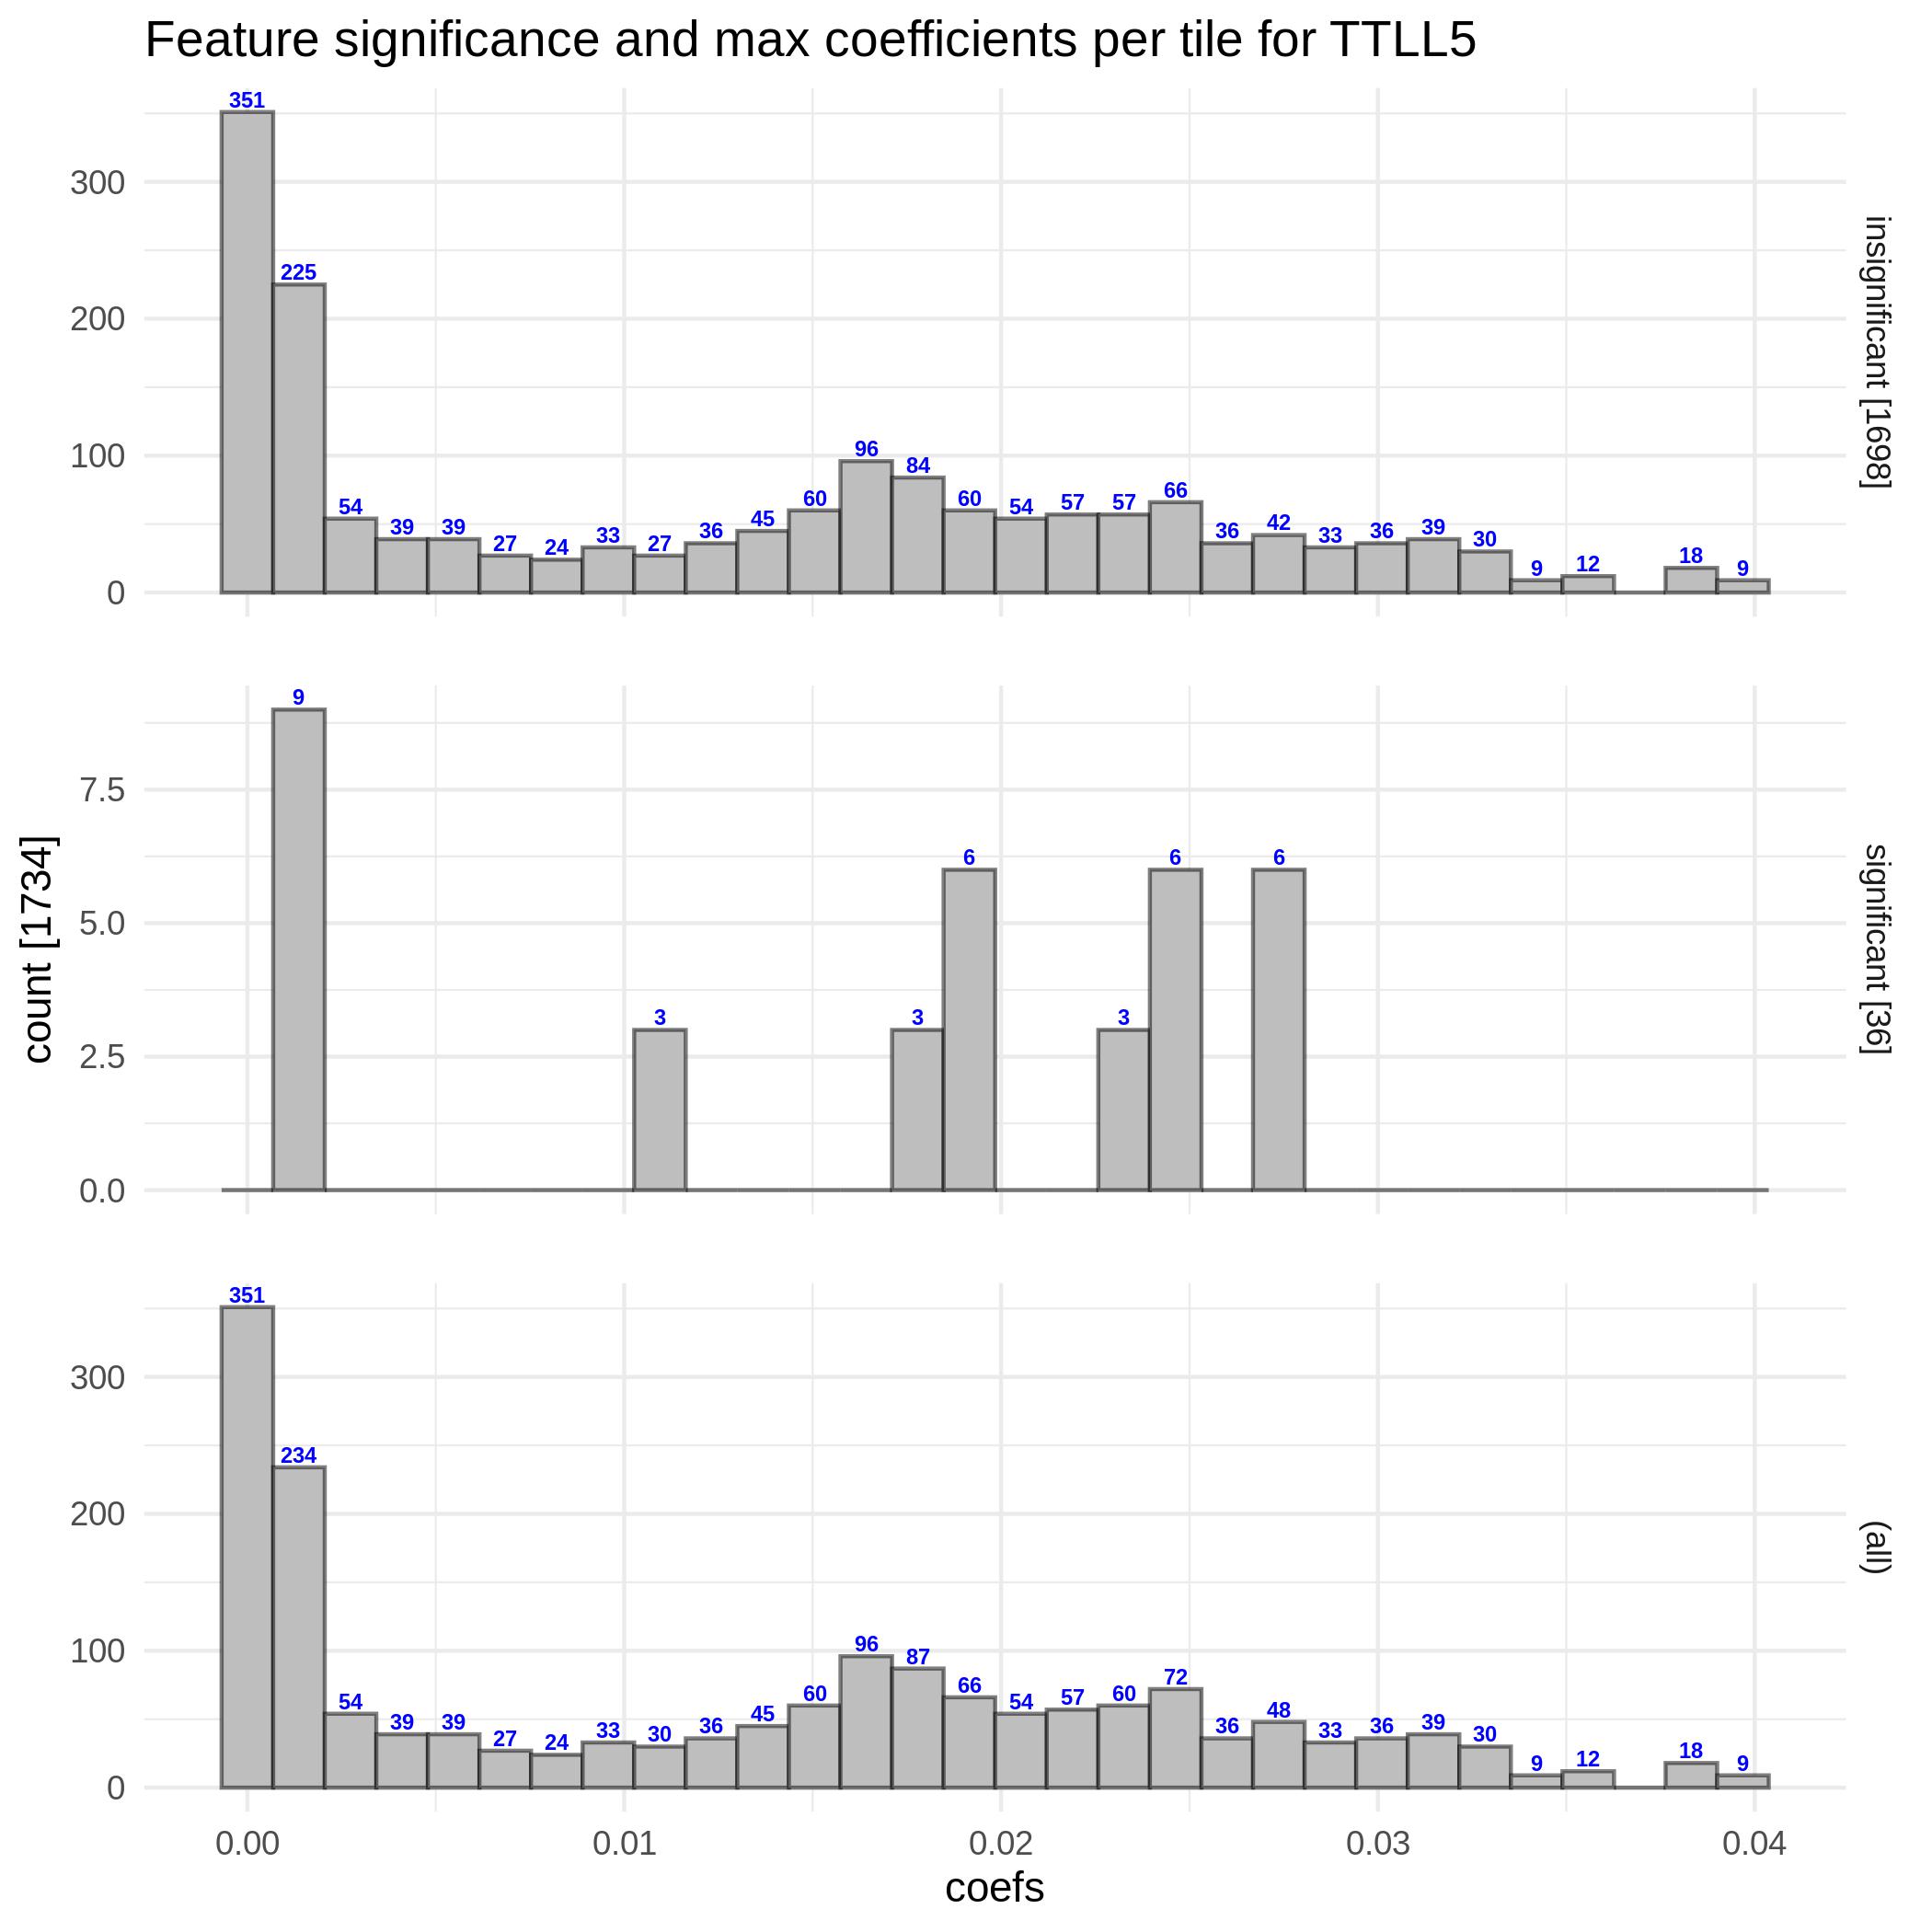 Feature significance and max coefficients per tile for TTLL5
count [1734]
insignificant [1698]
300
200
100
0
351 225 54 39 39 27 24 33 27 36 45 60 96 84 60 54 57 57 66 36 42 33 36 39 30 9 12 18 9
significant [36]
7.5
5.0
2.5
0.0
9 3 3 6 3 6 6
(all)
300
200
100
0
351 234 54 39 39 27 24 33 30 36 45 60 96 87 66 54 57 60 72 36 48 33 36 39 30 9 12 18 9
0.00 0.01 0.02 0.03 0.04
coefs